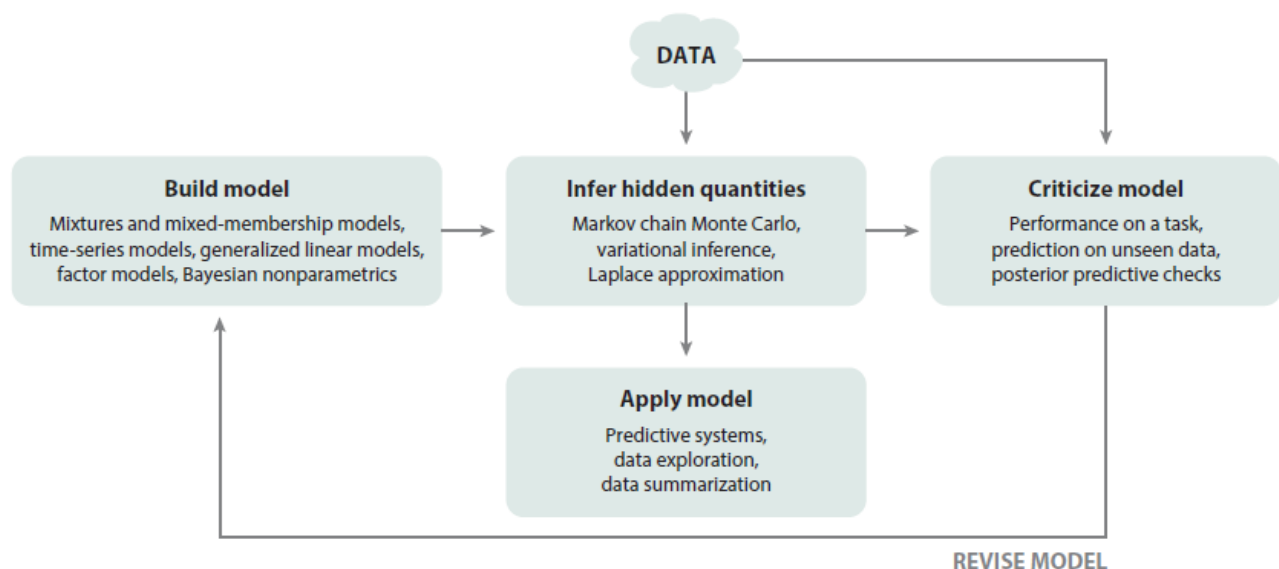 DATA
Build model
Mixtures and mixed-membership models,
time-series models, generalized linear models,
factor models, Bayesian nonparametrics
Infer hidden quantities
Markov chain Monte Carlo,
variational inference,
Laplace approximation
Criticize model
Performance on a task,
prediction on unseen data,
posterior predictive checks
Apply model
Predictive systems,
data exploration,
data summarization
REVISE MODEL